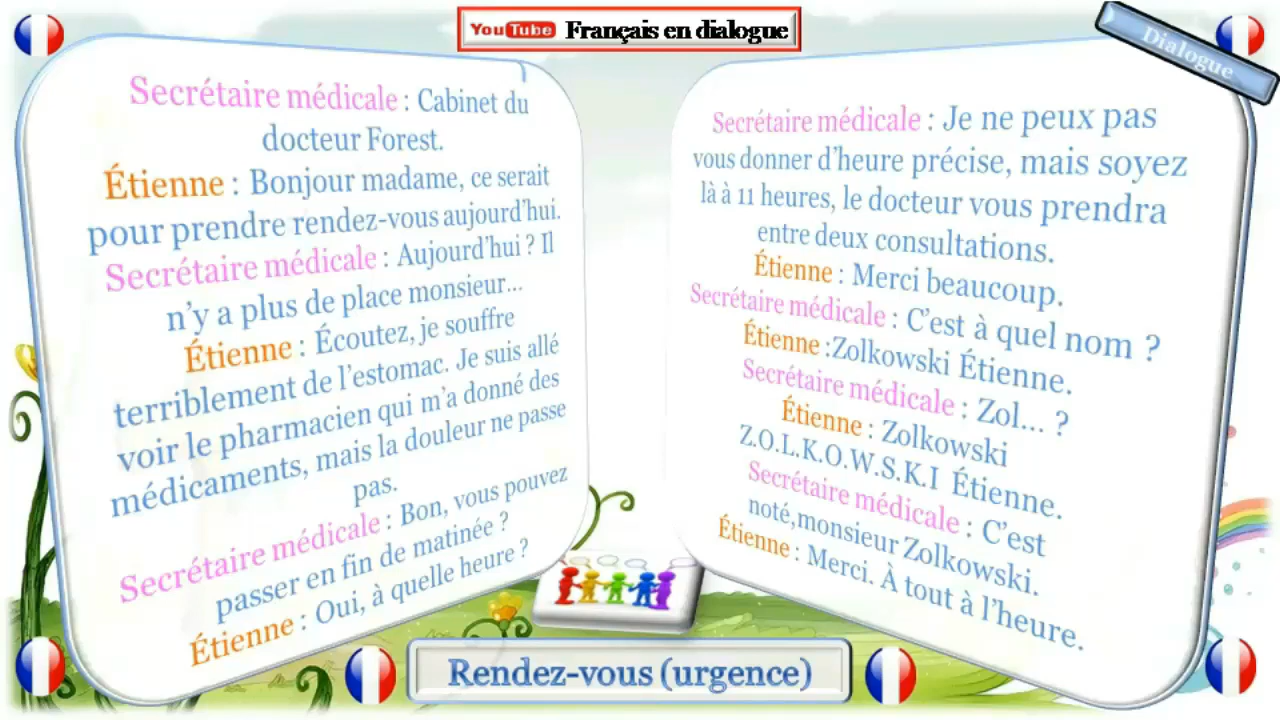 YouTube Français en dialogue
Dialogue
Secrétaire médicale : Cabinet du
docteur Forest.
Étienne : Bonjour madame, ce serait
pour prendre rendez-vous aujourd'hui.
Secrétaire médicale : Aujourd'hui ? Il
n'y a plus de place monsieur...
Étienne : Écoutez, je souffre
terriblement de l'estomac. Je suis allé
voir le pharmacien qui m'a donné des
médicaments, mais la douleur ne passe
pas.
Secrétaire médicale : Bon, vous pouvez
passer en fin de matinée ?
Étienne : Oui, à quelle heure ?
Secrétaire médicale : Je ne peux pas
vous donner d'heure précise, mais soyez
là à 11 heures, le docteur vous prendra
entre deux consultations.
Étienne : Merci beaucoup.
Secrétaire médicale : C'est à quel nom ?
Étienne :Zolkowski Étienne.
Secrétaire médicale : Zol... ?
Étienne : Zolkowski
Z.O.L.K.O.W.S.K.I Étienne.
Secrétaire médicale : C'est
noté,monsieur Zolkowski.
Étienne : Merci. À tout à l'heure.
Rendez-vous (urgence)